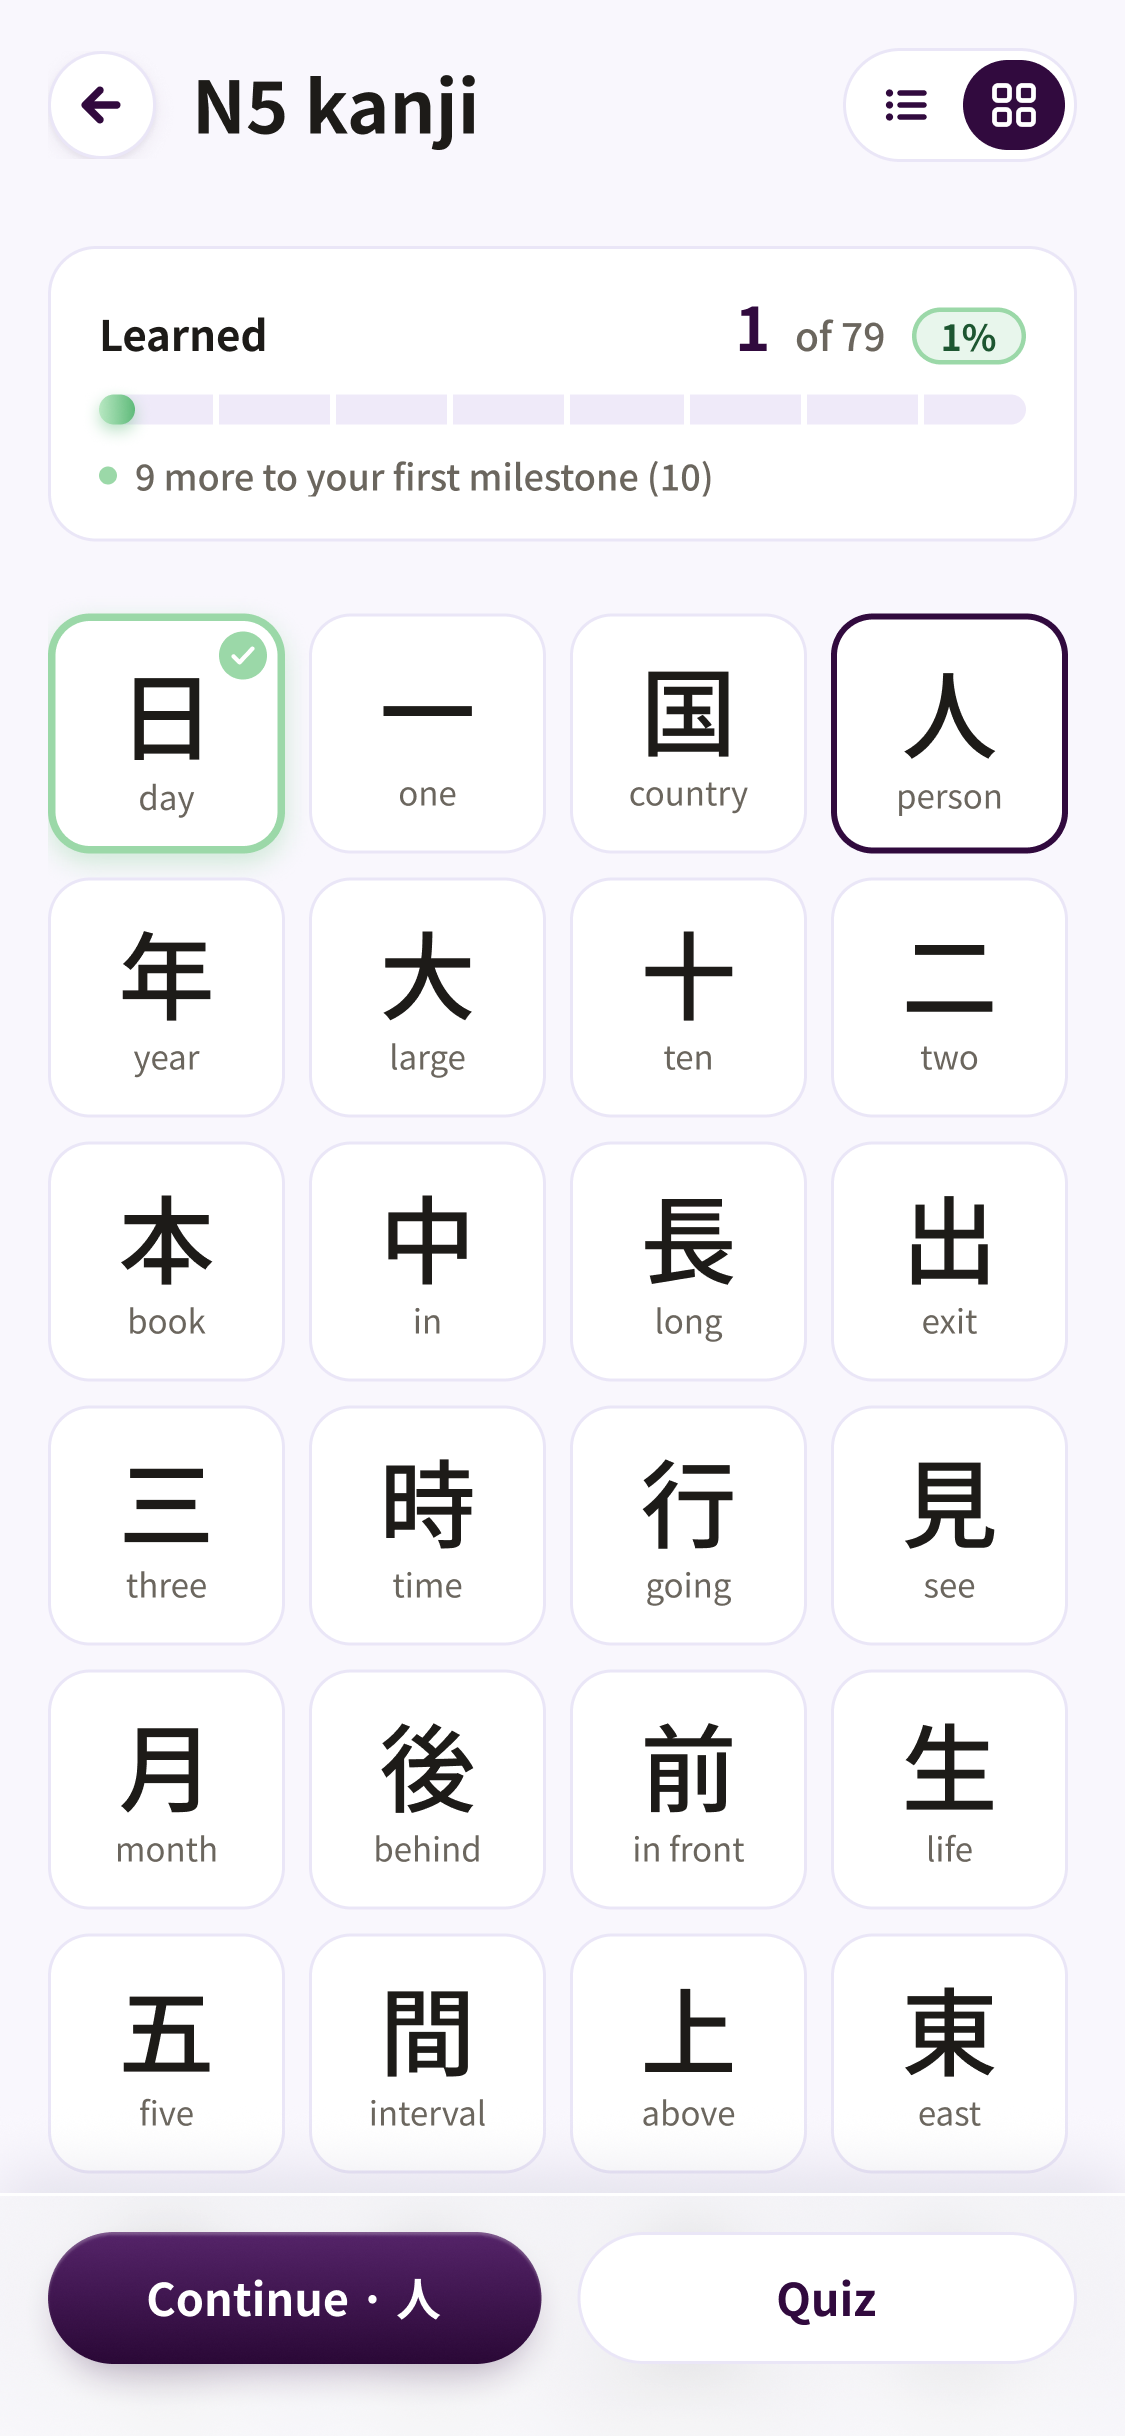 N5 kanji
Learned 1 of 79 1%
9 more to your first milestone (10)
日 一 国 人
day one country person
年 大 十 二
year large ten two
本 中 長 出
book in long exit
三 時 行 見
three time going see
月 後 前 生
month behind in front life
五 間 上 東
five interval above east
Continue · 人 Quiz